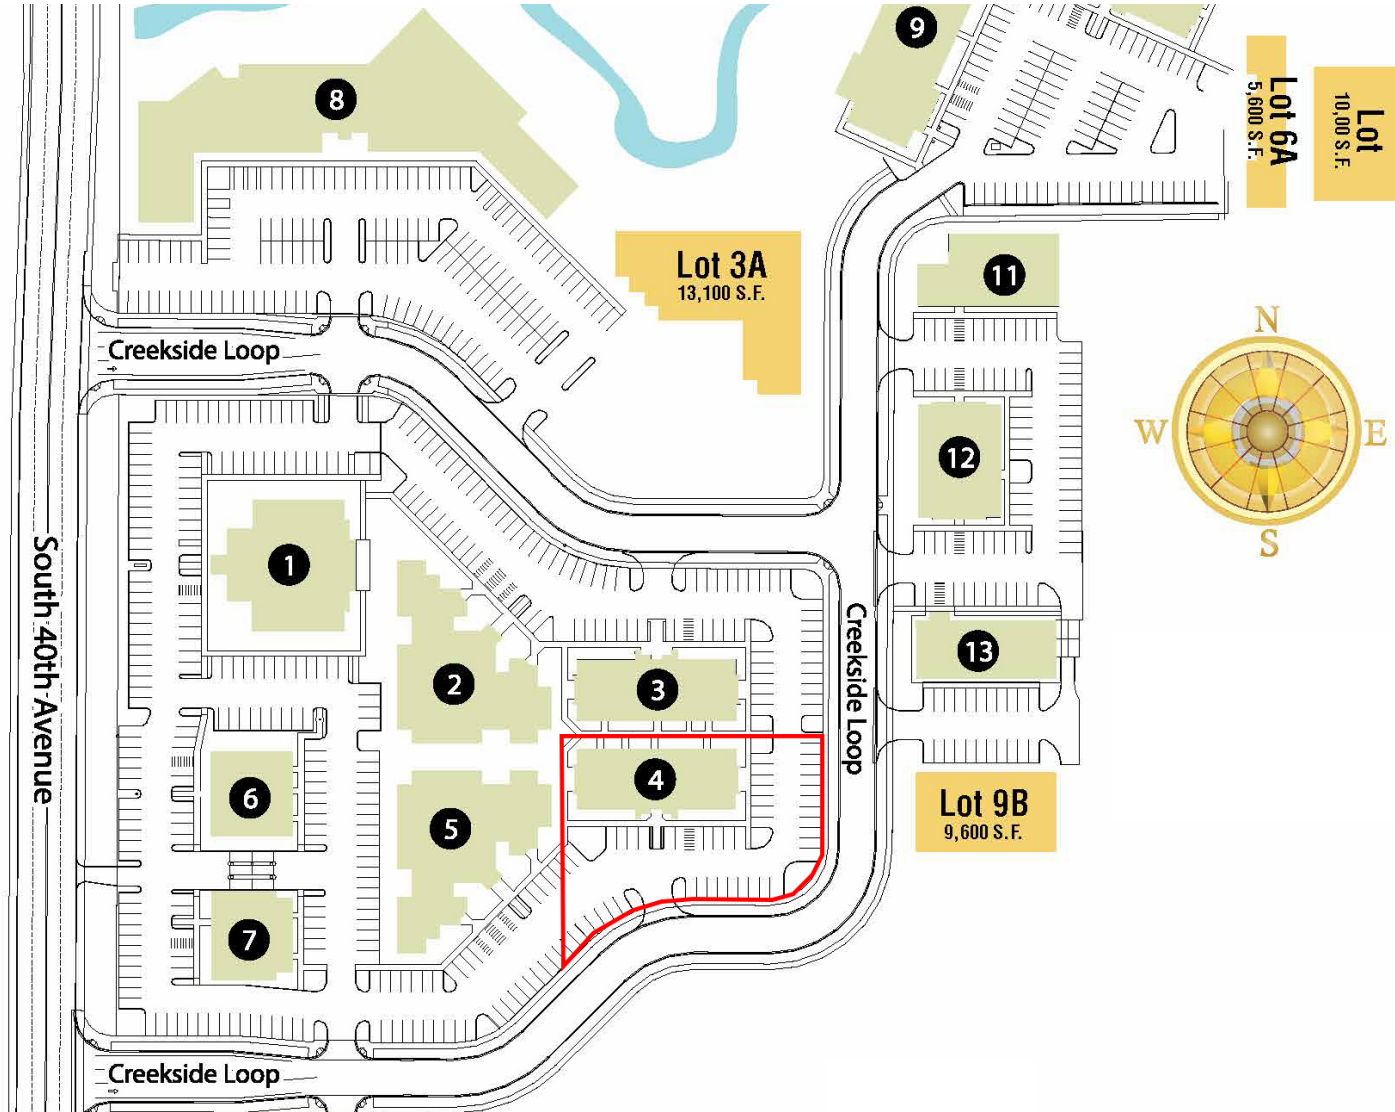 9
8
Lot 6A
5,600 S.F.
Lot
10,00 S.F.
Lot 3A
13,100 S.F.
11
N
Creekside Loop
W
E
12
S
South 40th Avenue
1
Creekside Loop
13
2
3
4
6
5
Lot 9B
9,600 S.F.
7
Creekside Loop